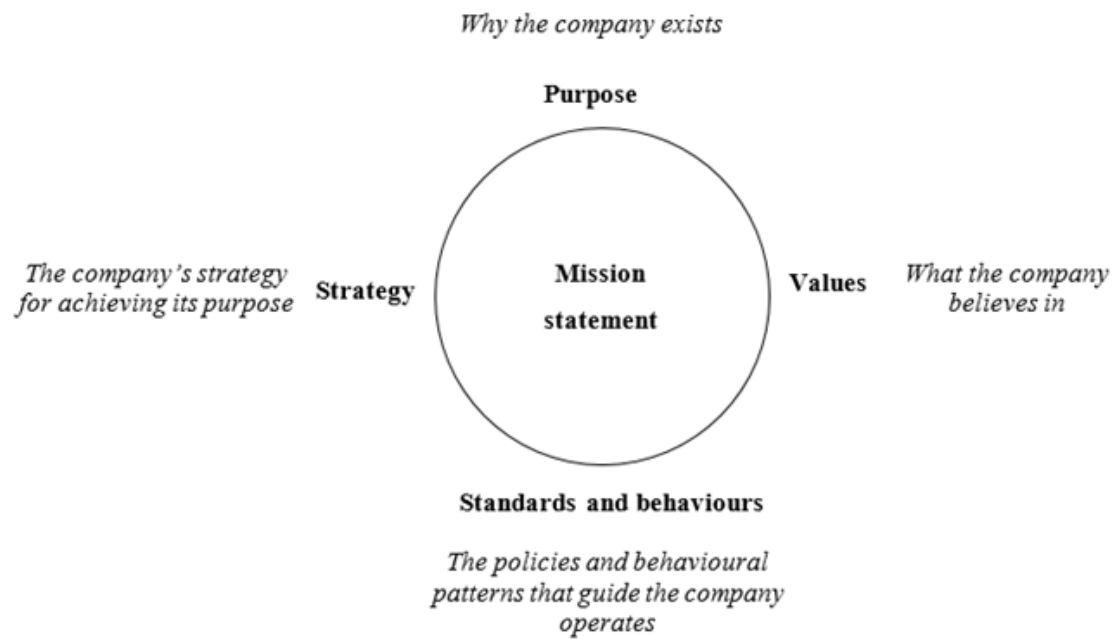 Why the company exists
Purpose
The company's strategy
for achieving its purpose
Strategy
Mission
statement
Values
What the company
believes in
Standards and behaviours
The policies and behavioural
patterns that guide the company
operates